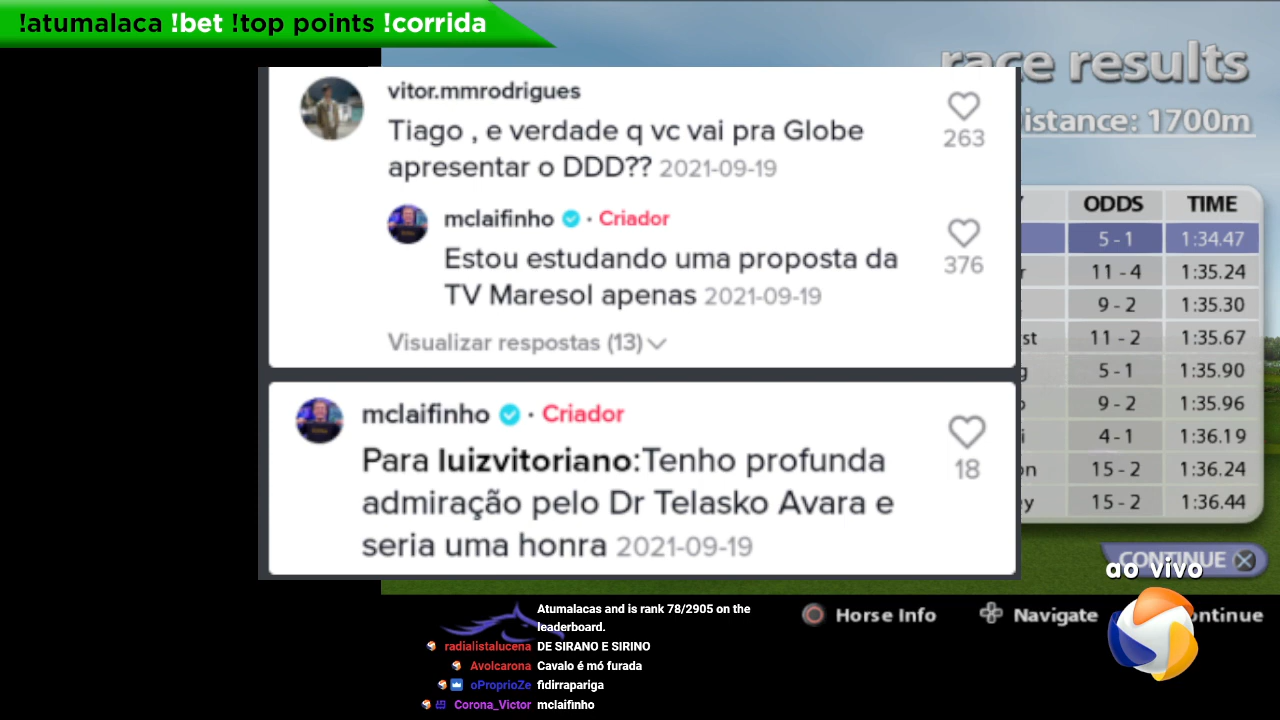 !atumalaca !bet !top points !corrida
race results
istance: 1700m
vitor.mmrodrigues
Tiago , e verdade q vc vai pra Globe
apresentar o DDD?? 2021-09-19
263
mclaifinho · Criador
Estou estudando uma proposta da
TV Maresol apenas 2021-09-19
376
Visualizar respostas (13)
mclaifinho · Criador
Para luizvitoriano:Tenho profunda
admiração pelo Dr Telasko Avara e
seria uma honra 2021-09-19
18
ODDS TIME
5 - 1 1:34.47
r 11 - 4 1:35.24
9 - 2 1:35.30
st 11 - 2 1:35.67
g 5 - 1 1:35.90
o 9 - 2 1:35.96
i 4 - 1 1:36.19
on 15 - 2 1:36.24
ey 15 - 2 1:36.44
CONTINUE
ao vivo
Horse Info Navigate ontinue
Atumalacas and is rank 78/2905 on the
leaderboard.
radialistalucena DE SIRANO E SIRINO
Avolcarona Cavalo é mó furada
oProprioZe fidirrapariga
Corona_Victor mclaifinho